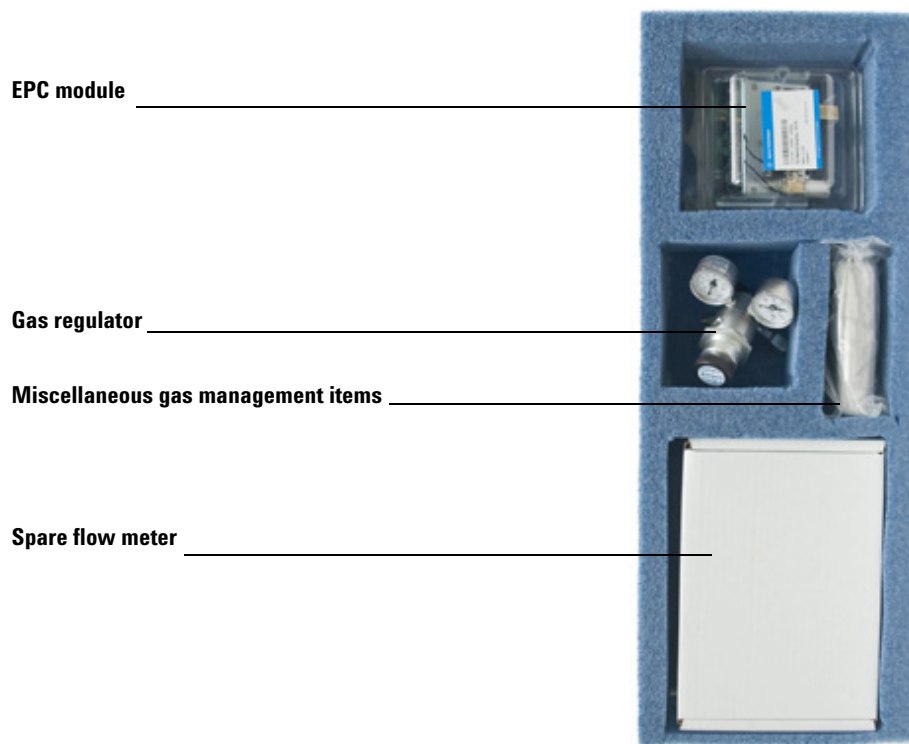 EPC module
Gas regulator
Miscellaneous gas management items
Spare flow meter